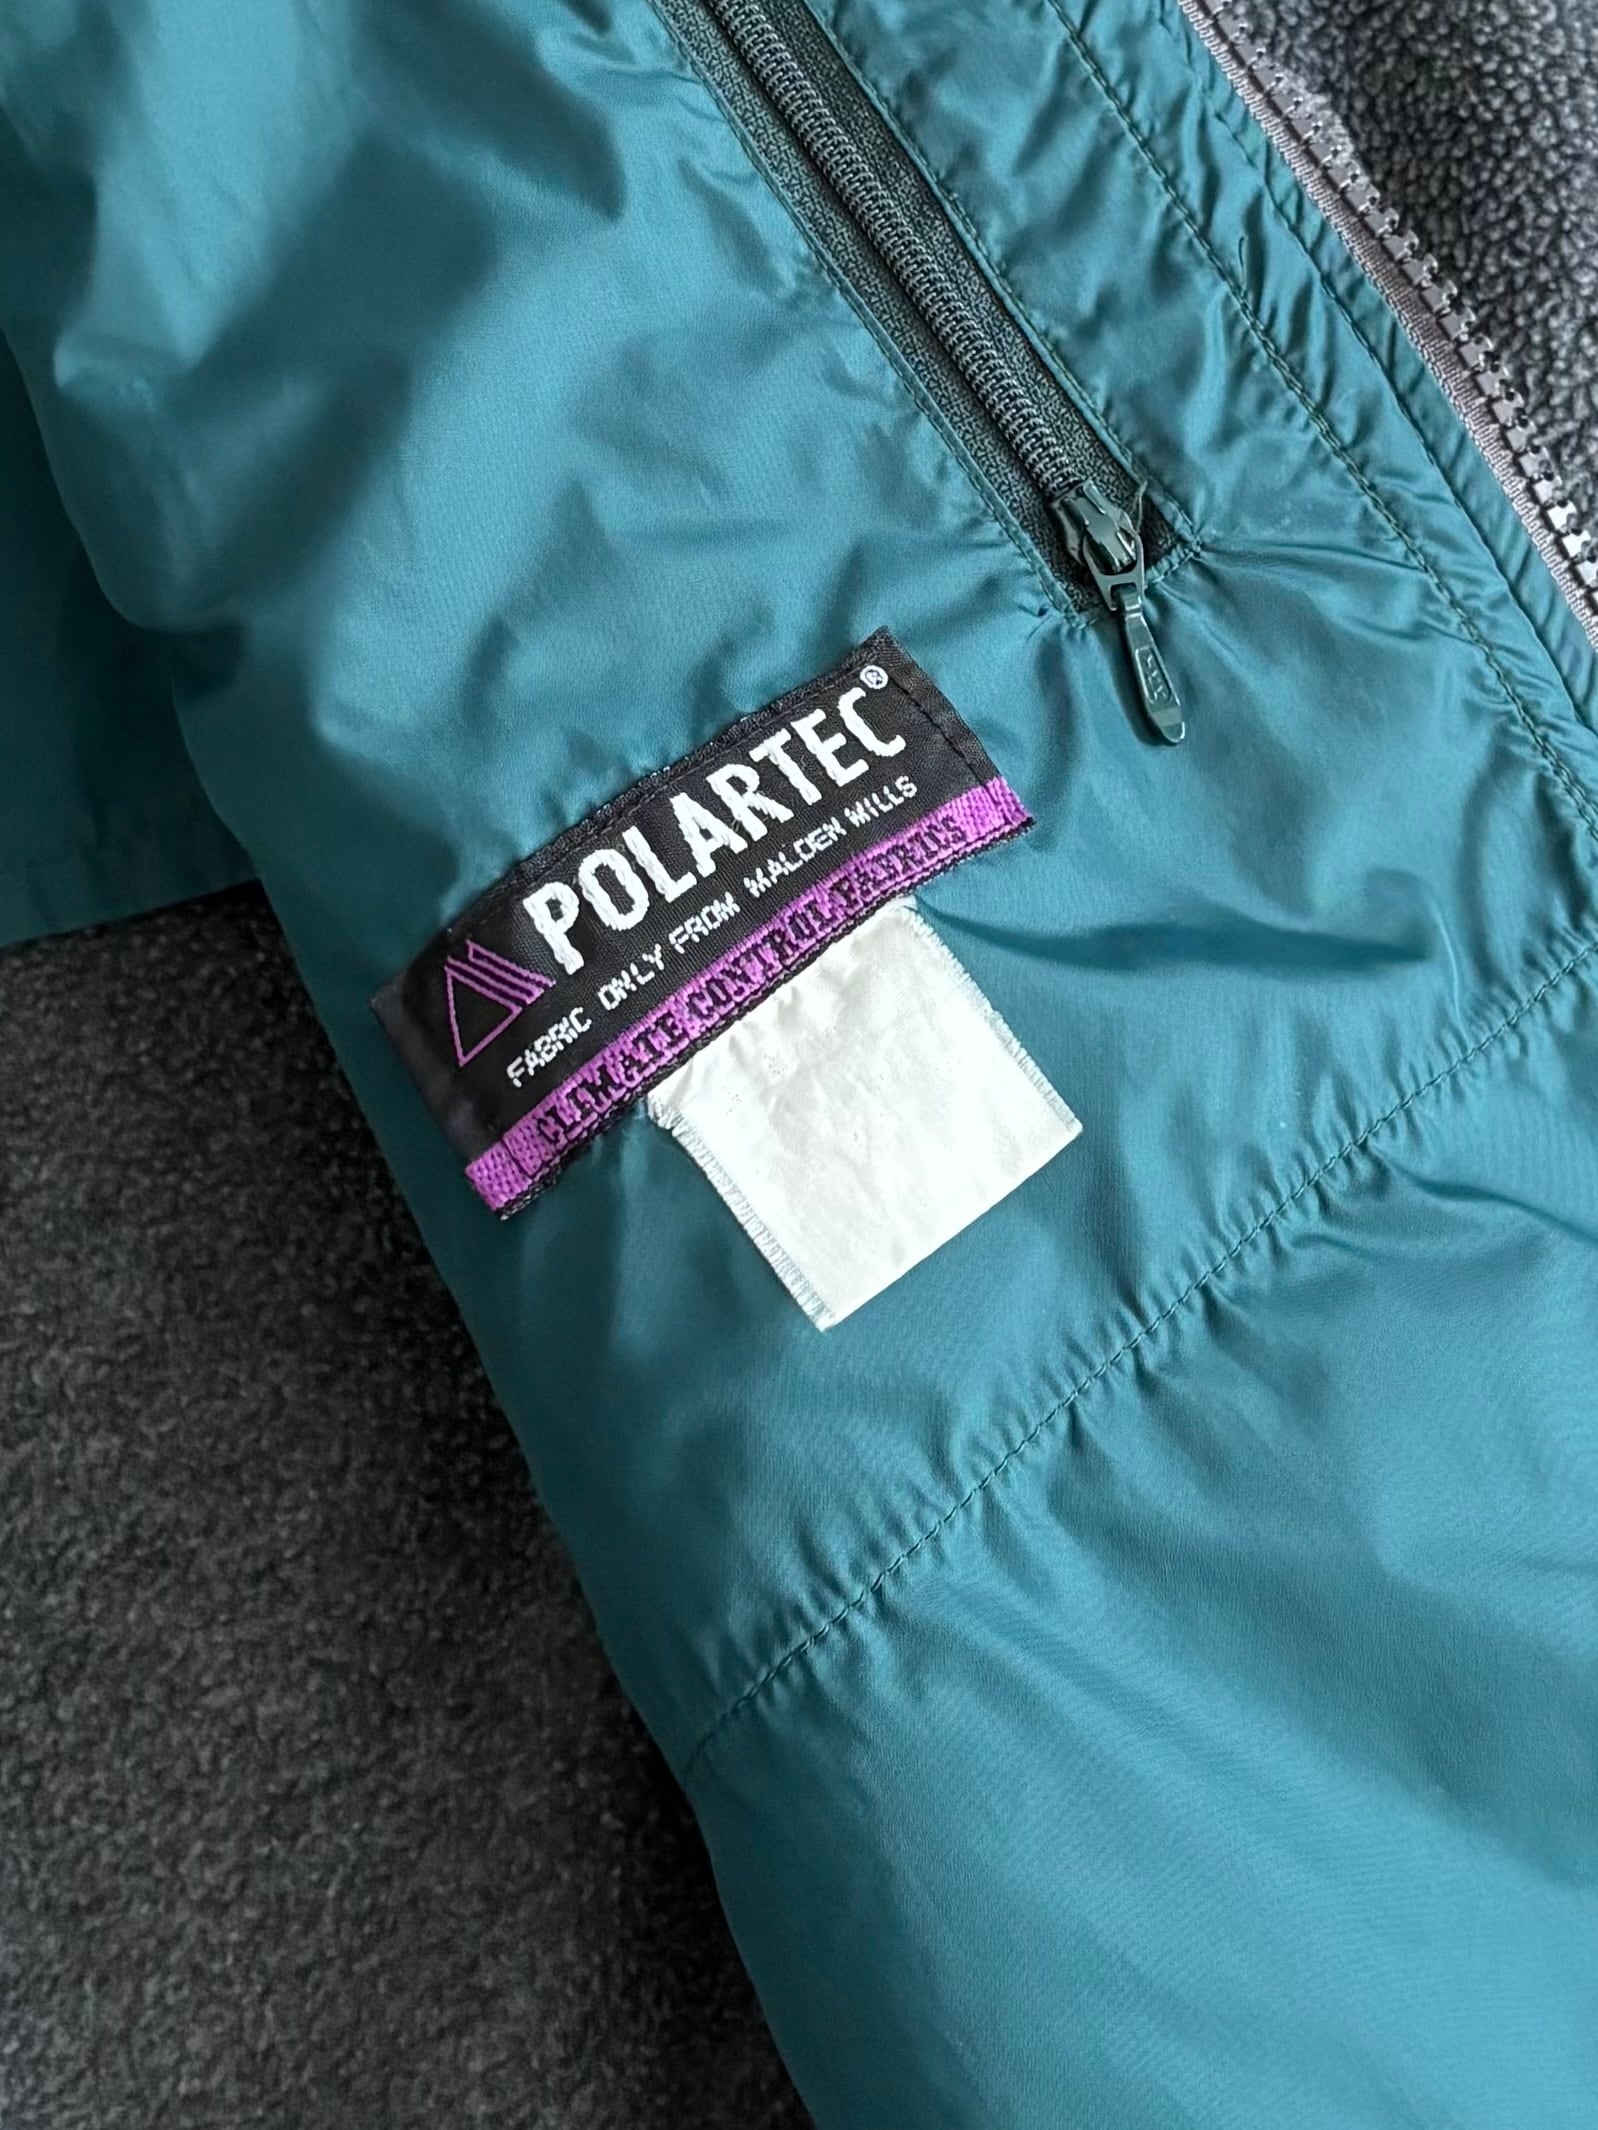 POLARTEC®
FABRIC ONLY FROM MALDEN MILLS
CLIMATE CONTROL FABRICS